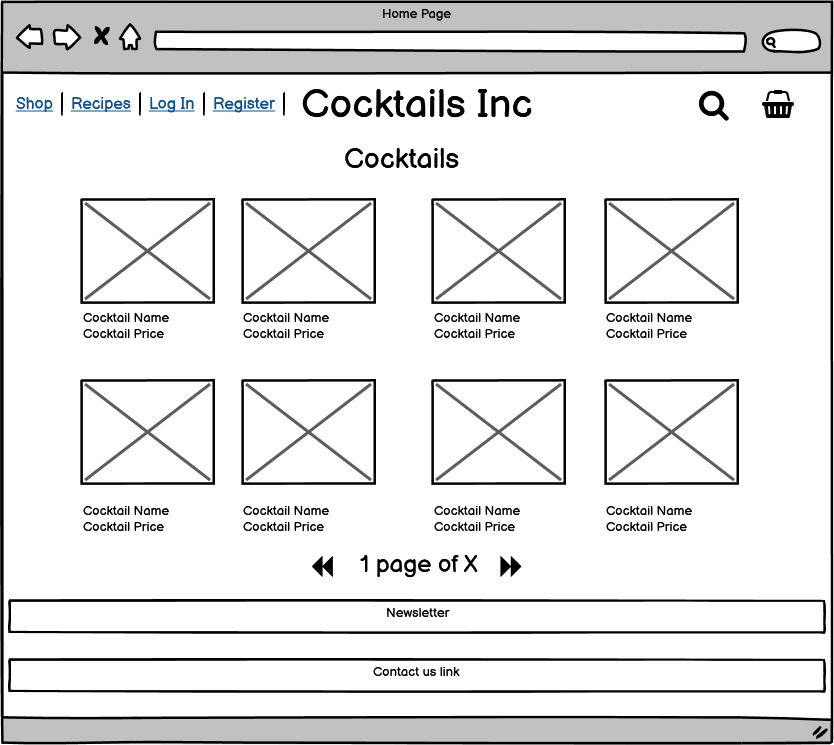 Home Page
Shop | Recipes | Log In | Register | Cocktails Inc
Cocktails
Cocktail Name Cocktail Name Cocktail Name Cocktail Name
Cocktail Price Cocktail Price Cocktail Price Cocktail Price
Cocktail Name Cocktail Name Cocktail Name Cocktail Name
Cocktail Price Cocktail Price Cocktail Price Cocktail Price
1 page of X
Newsletter
Contact us link